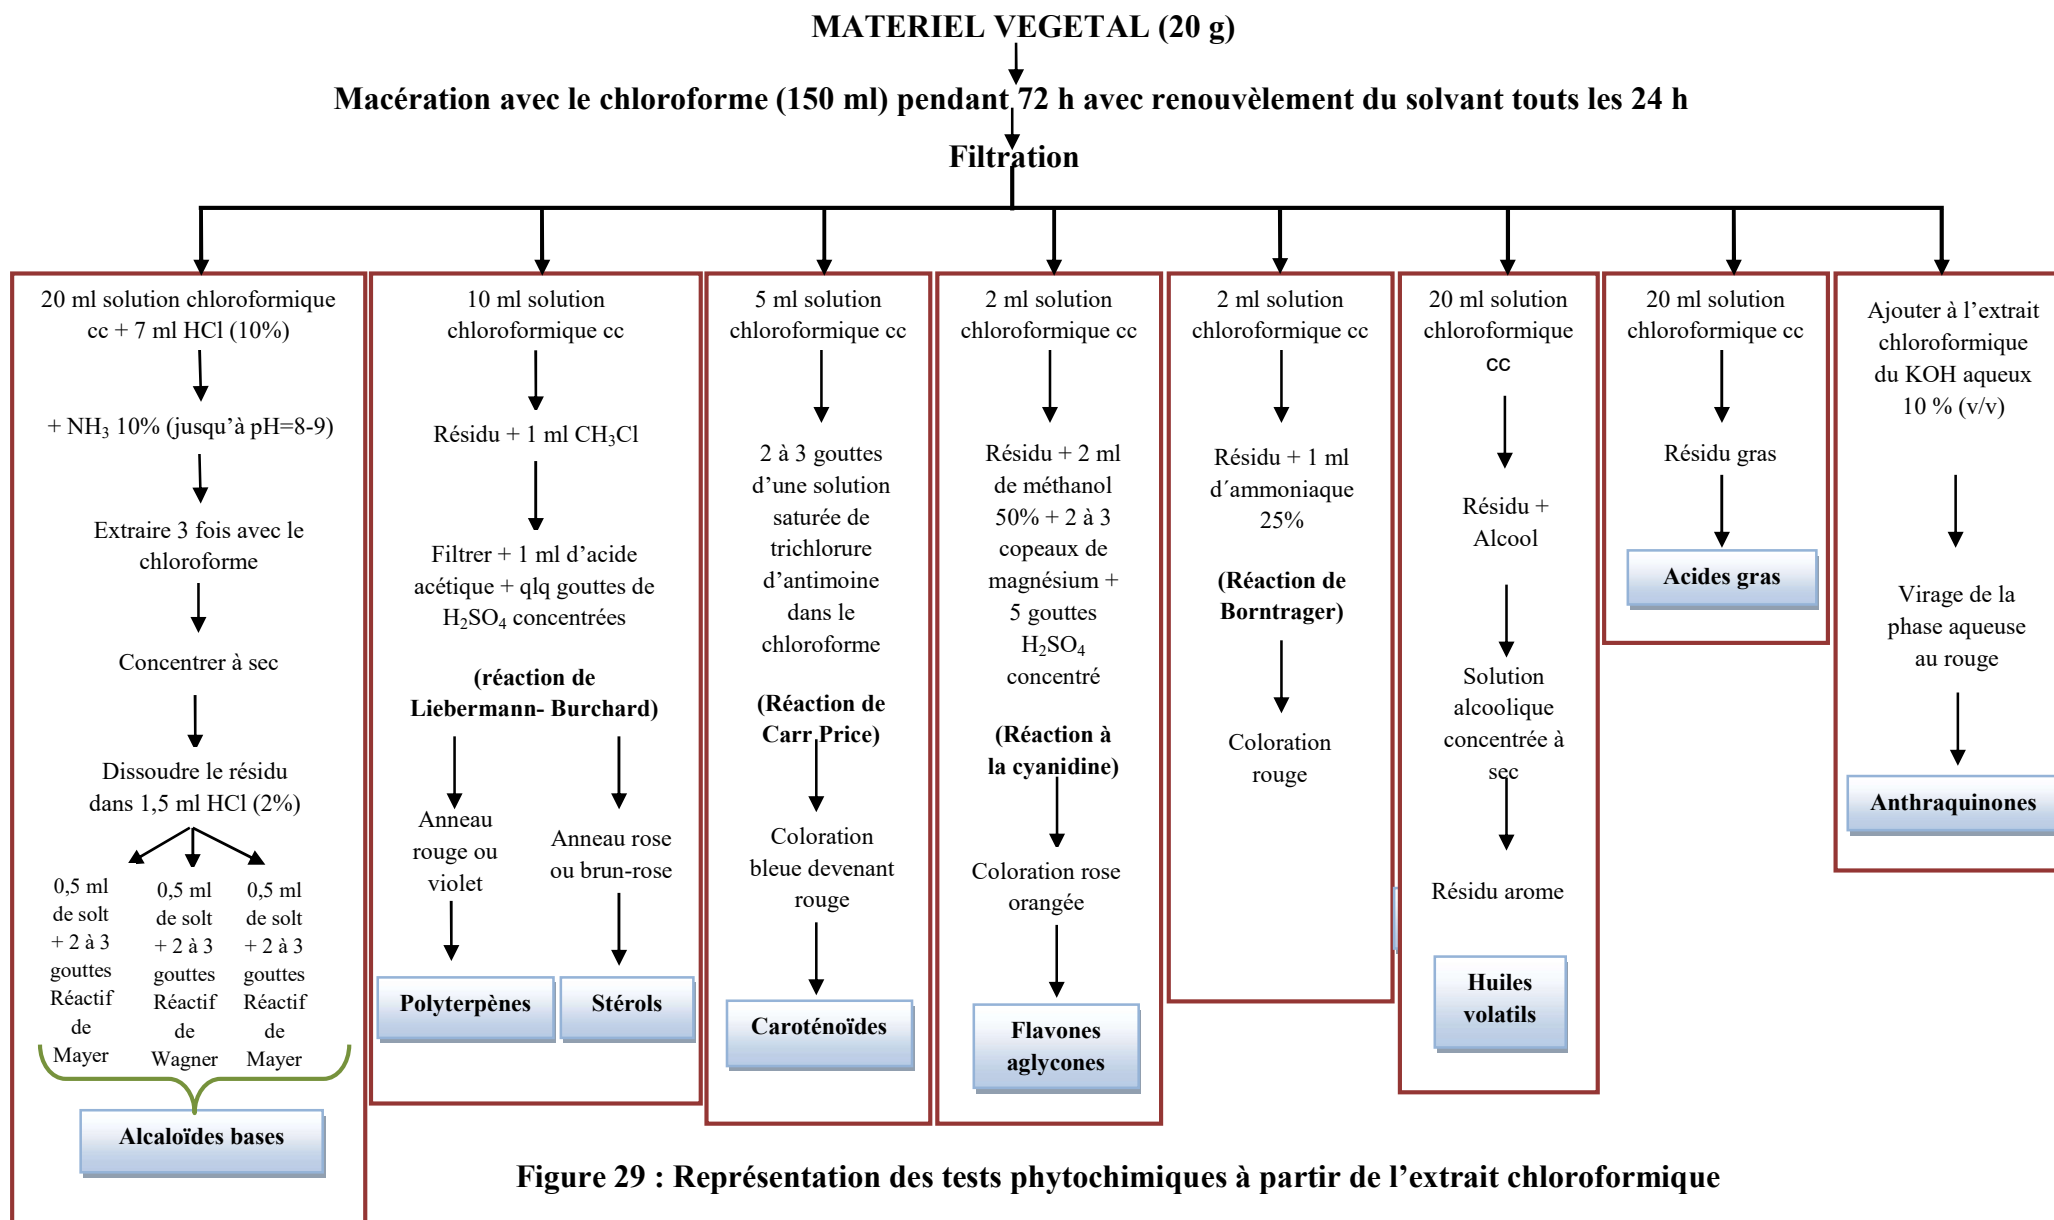 MATERIEL VEGETAL (20 g)
Macération avec le chloroforme (150 ml) pendant 72 h avec renouvèlement du solvant touts les 24 h
Filtration
20 ml solution chloroformique
cc + 7 ml HCl (10%)
+ NH₃ 10% (jusqu’à pH=8-9)
Extraire 3 fois avec le
chloroforme
Concentrer à sec
Dissoudre le résidu
dans 1,5 ml HCl (2%)
0,5 ml
de solt
+ 2 à 3
gouttes
Réactif
de
Mayer
0,5 ml
de solt
+ 2 à 3
gouttes
Réactif
de
Wagner
0,5 ml
de solt
+ 2 à 3
gouttes
Réactif
de
Mayer
Alcaloïdes bases
10 ml solution
chloroformique cc
Résidu + 1 ml CH₃Cl
Filtrer + 1 ml d’acide
acétique + qlq gouttes de
H₂SO₄ concentrées
(réaction de
Liebermann- Burchard)
Anneau
rouge ou
violet
Polyterpènes
Anneau rose
ou brun-rose
Stérols
5 ml solution
chloroformique cc
2 à 3 gouttes
d’une solution
saturée de
trichlorure
d’antimoine
dans le
chloroforme
(Réaction de
Carr Price)
Coloration
bleue devenant
rouge
Caroténoïdes
2 ml solution
chloroformique cc
Résidu + 2 ml
de méthanol
50% + 2 à 3
copeaux de
magnésium +
5 gouttes
H₂SO₄
concentré
(Réaction à
la cyanidine)
Coloration rose
orangée
Flavones
aglycones
2 ml solution
chloroformique cc
Résidu + 1 ml
d´ammoniaque
25%
(Réaction de
Borntrager)
Coloration
rouge
20 ml solution
chloroformique
cc
Résidu +
Alcool
Solution
alcoolique
concentrée à
sec
Résidu arome
Huiles
volatils
20 ml solution
chloroformique cc
Résidu gras
Acides gras
Ajouter à l’extrait
chloroformique
du KOH aqueux
10 % (v/v)
Virage de la
phase aqueuse
au rouge
Anthraquinones
Figure 29 : Représentation des tests phytochimiques à partir de l’extrait chloroformique